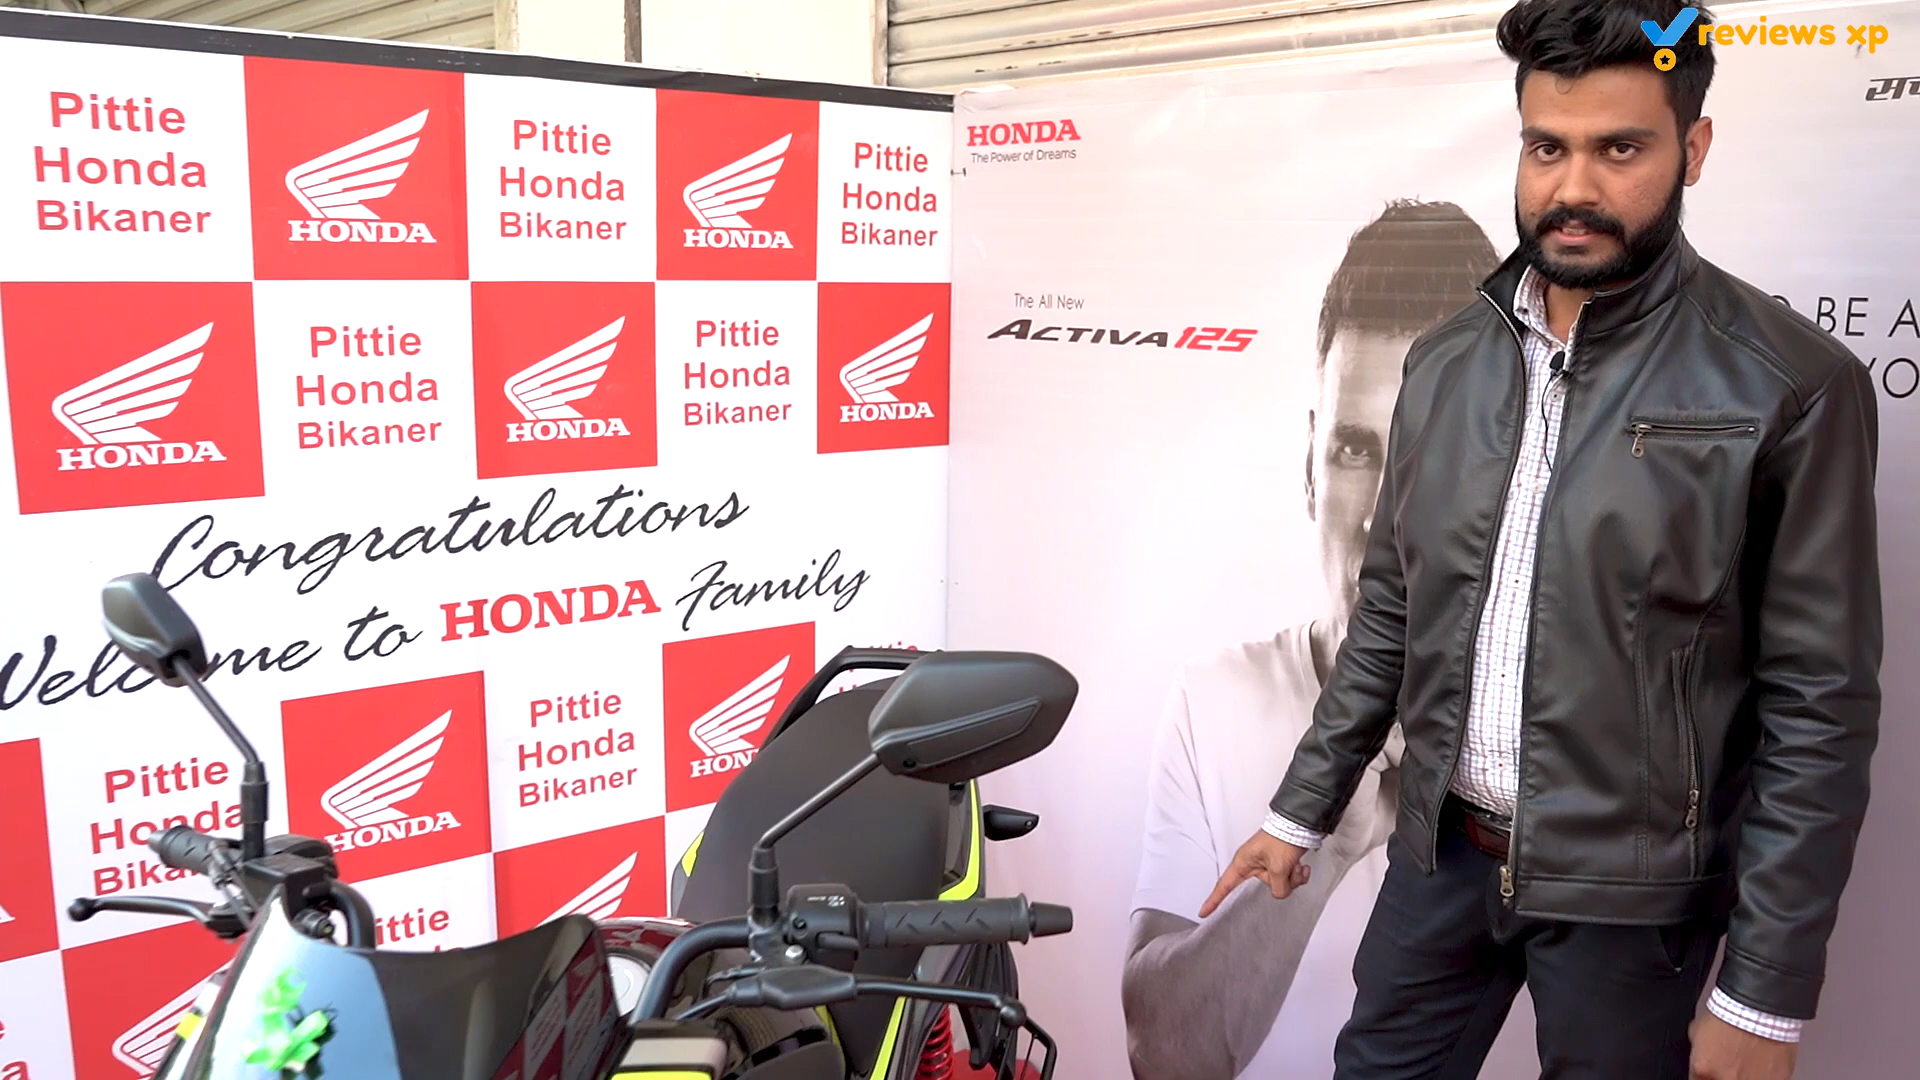 reviews xp
Pittie
Honda
Bikaner
HONDA
Pittie
Honda
Bikaner
HONDA
Pittie
Honda
Bikaner
HONDA
Pittie
Honda
Bikaner
HONDA
Pittie
Honda
Bikaner
HONDA
Congratulations
Welcome to HONDA Family
Pittie
Honda
HONDA
Pittie
Honda
Bikaner
HONDA
The Power of Dreams
The All New
ACTIVA 125
BE A